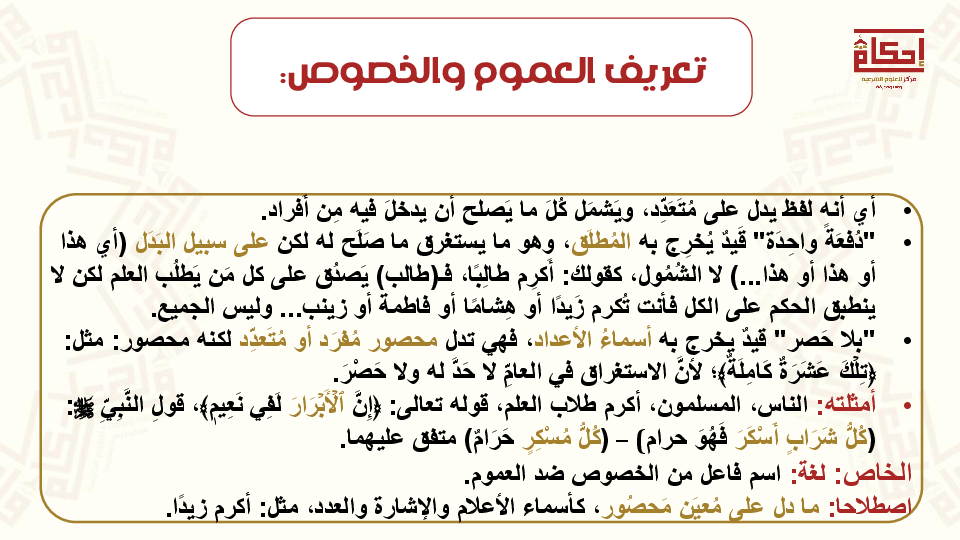 إحكام
مركز للعلوم الشرعية
تعريف العموم والخصوص:
• أي أنه لفظ يدل على مُتَعَدِّد، ويَشمَل كُلَ ما يَصلح أن يدخلَ فيه مِن أفراد.
• "دُفعَةً واحِدَة" قَيدٌ يُخرِج به المُطلَق، وهو ما يستغرق ما صَلَح له لكن على سبيل البَدَل (أي هذا
أو هذا أو هذا...) لا الشُمُول، كقولك: أَكرِم طالِبًا، فـ(طالب) يَصدُق على كل مَن يَطلُب العلم لكن لا
ينطبق الحكم على الكل فأنت تُكرم زَيدًا أو هِشامًا أو فاطمة أو زينب... وليس الجميع.
• "بلا حَصر" قيدٌ يخرج به أسماءُ الأعداد، فهي تدل محصور مُفرَد أو مُتَعدِّد لكنه محصور: مثل:
﴿تِلۡكَ عَشَرَةٞ كَامِلَةٞۗ﴾؛ لأنَّ الاستغراق في العامِّ لا حَدَّ له ولا حَصْرَ.
• أمثلته: الناس، المسلمون، أكرم طلاب العلم، قوله تعالى: ﴿إِنَّ ٱلۡأَبۡرَارَ لَفِي نَعِيمٖ﴾، قولِ النَّبِيِّ ﷺ:
(كُلُّ شَرَابٍ أَسْكَرَ فَهُوَ حرام) – (كُلُّ مُسْكِرٍ حَرَامٌ) متفق عليهما.
الخاص: لغة: اسم فاعل من الخصوص ضد العموم.
اصطلاحا: ما دل على مُعيَن مَحصُور، كأسماء الأعلام والإشارة والعدد، مثل: أكرم زيدًا.